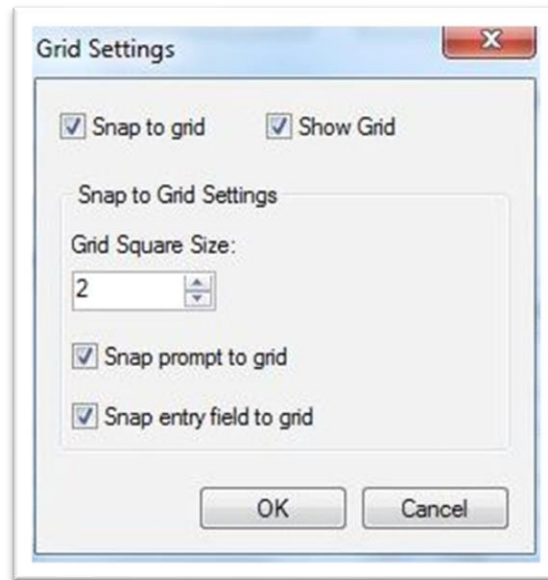 Grid Settings
Snap to grid Show Grid
Snap to Grid Settings
Grid Square Size:
2
Snap prompt to grid
Snap entry field to grid
OK Cancel